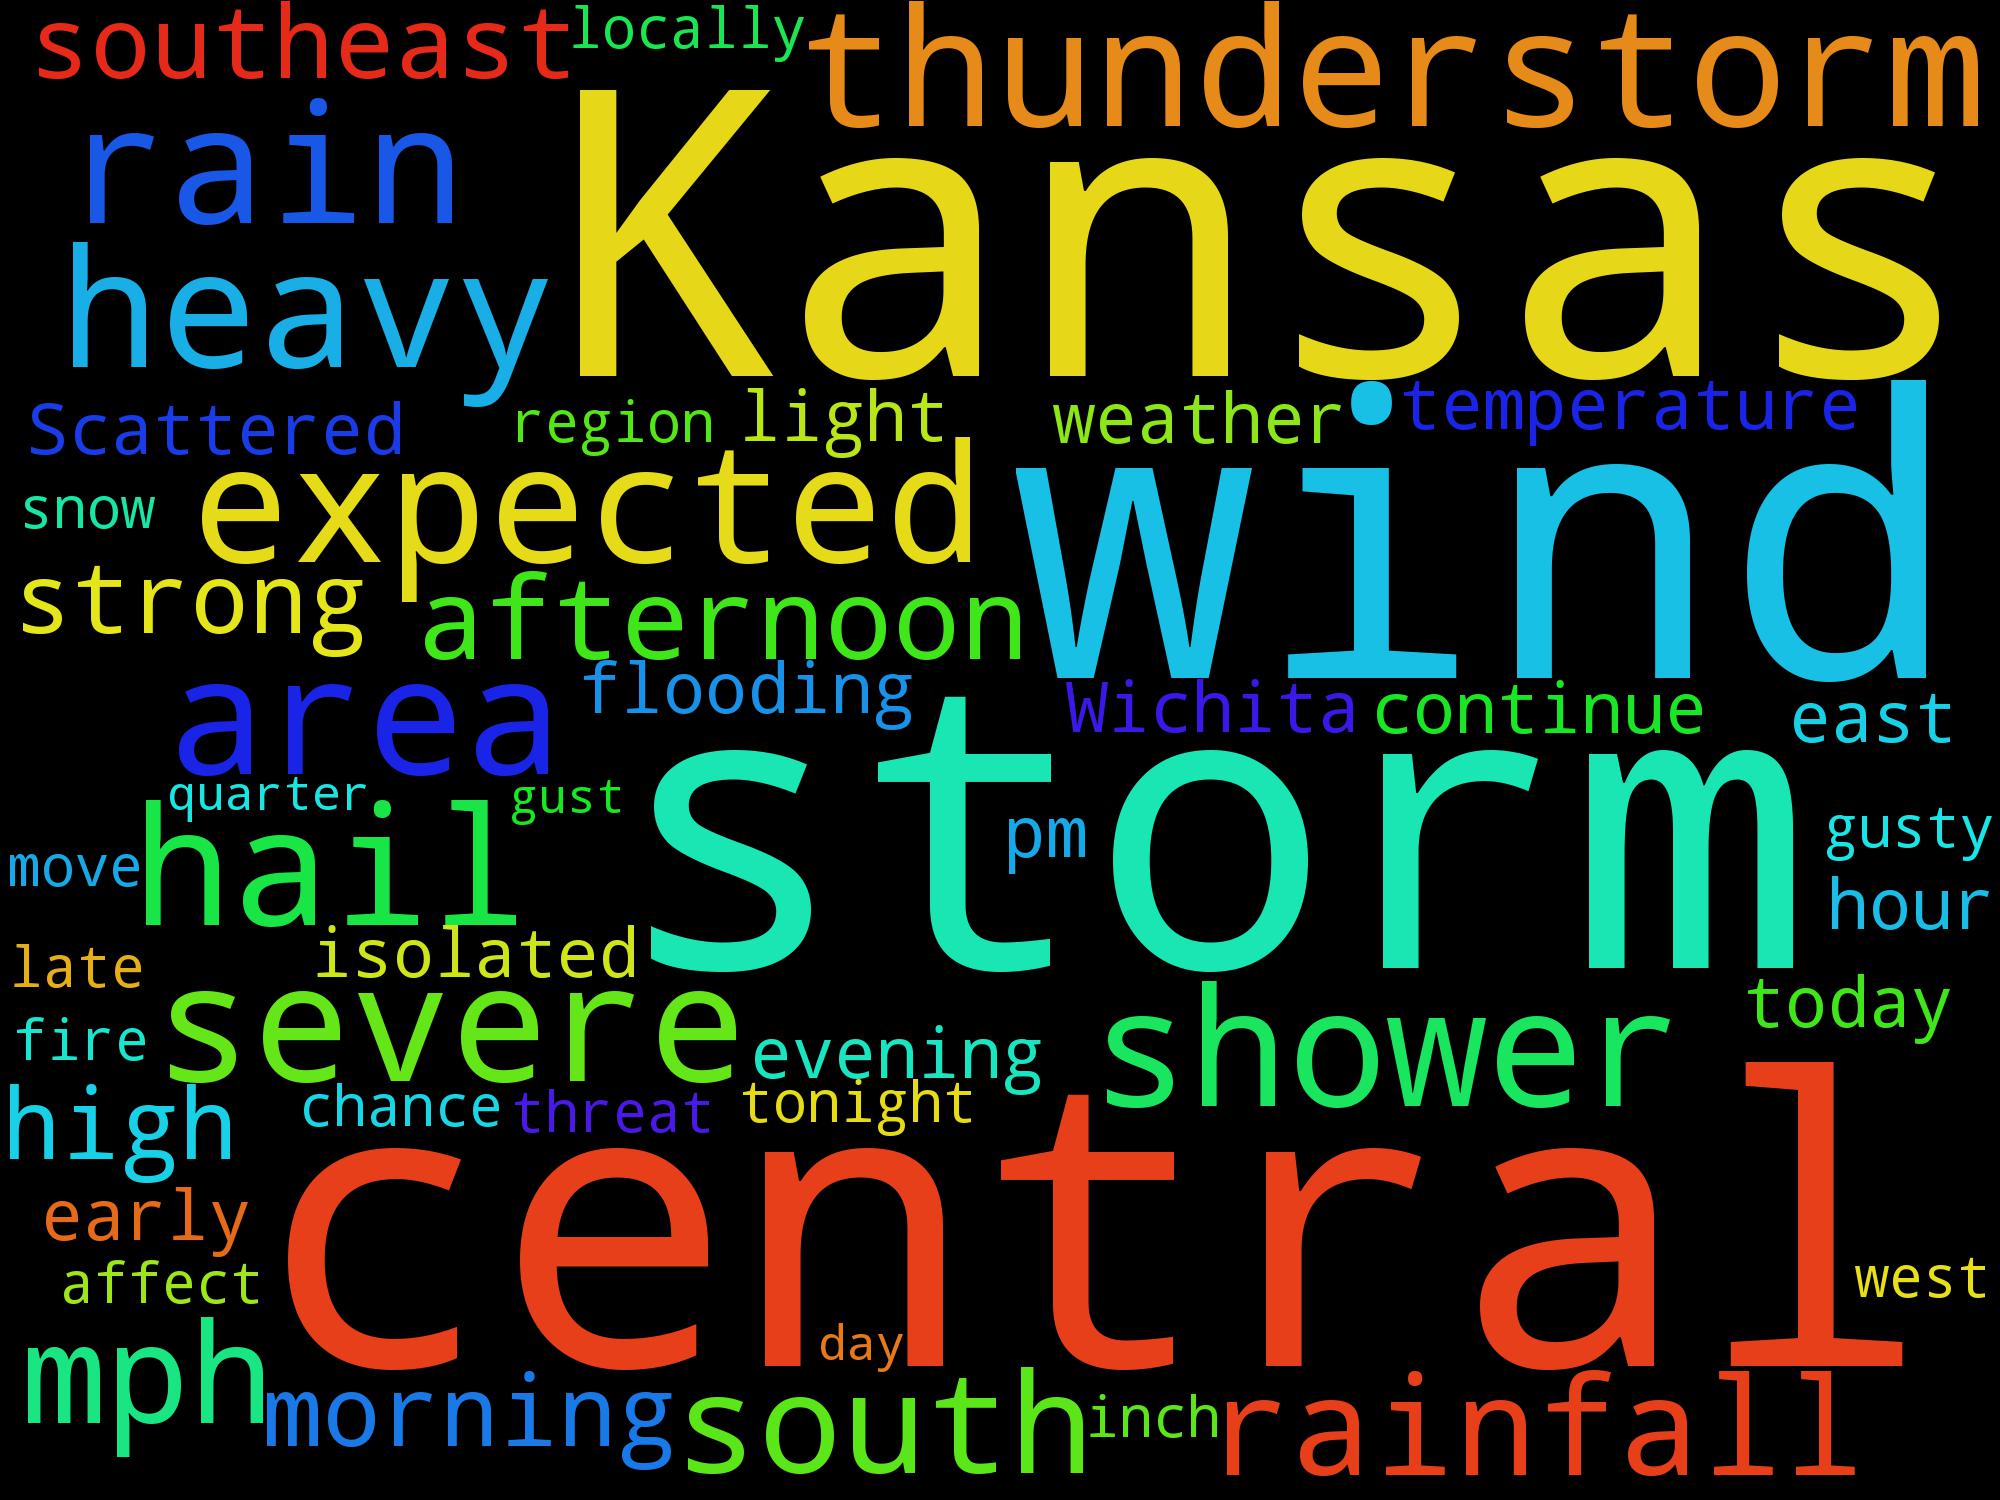 southeast locally thunderstorm
rain
Kansas
heavy
Scattered region light weather temperature
snow expected wind
strong afternoon
area flooding Wichita continue east
quarter gust
storm
hail pm gusty
move
hour
late isolated
severe shower today
fire evening
high chance threat tonight
central
early
affect west
mph day
morning south inch rainfall